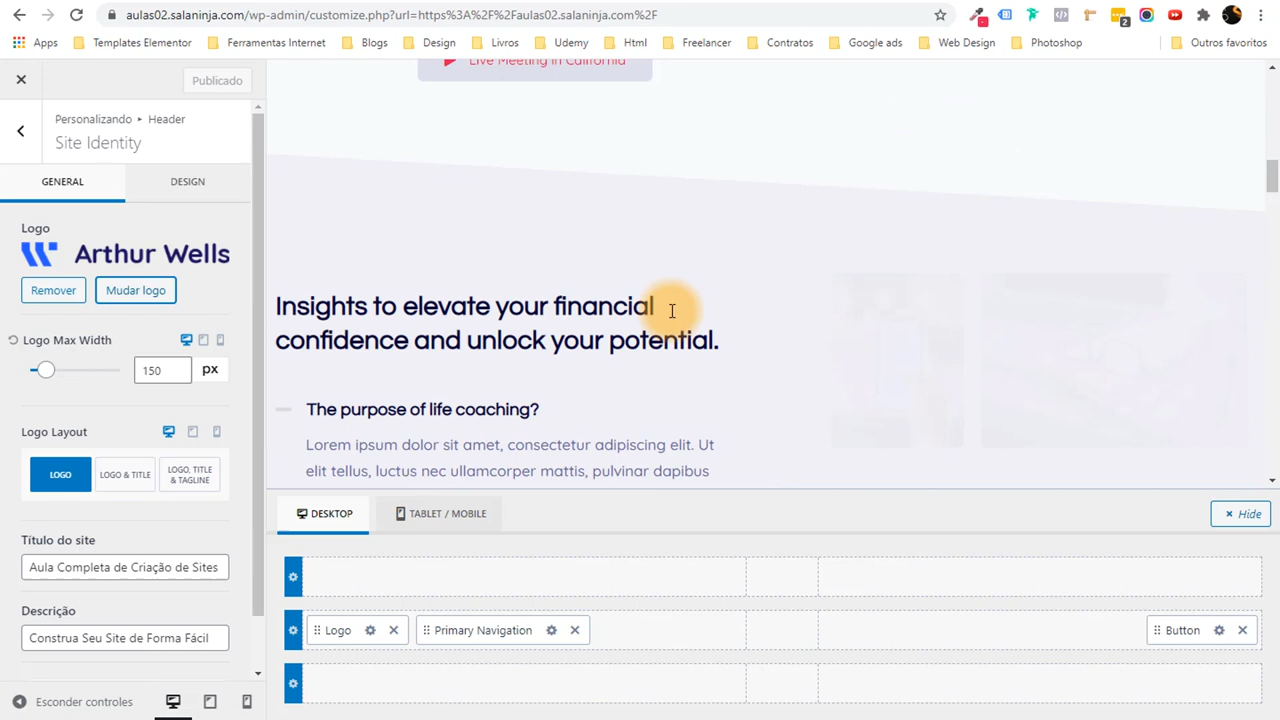 aulas02.salaninja.com/wp-admin/customize.php?url=https%3A%2F%2Faulas02.salaninja.com%2F
2
Apps
Templates Elementor
Ferramentas Internet
Blogs
Design
Livros
Udemy
Html
Freelancer
Contratos
Google ads
Web Design
Photoshop
Outros favoritos
Publicado
Personalizando
Header
Site Identity
GENERAL
DESIGN
Logo
Arthur Wells
Remover
Mudar logo
Logo Max Width
150
px
Logo Layout
LOGO
LOGO & TITLE
LOGO, TITLE
& TAGLINE
Título do site
Aula Completa de Criação de Sites
Descrição
Construa Seu Site de Forma Fácil
Esconder controles
Live Meeting in California
Insights to elevate your financial
confidence and unlock your potential.
The purpose of life coaching?
Lorem ipsum dolor sit amet, consectetur adipiscing elit. Ut
elit tellus, luctus nec ullamcorper mattis, pulvinar dapibus
DESKTOP
TABLET / MOBILE
× Hide
Logo
Primary Navigation
Button